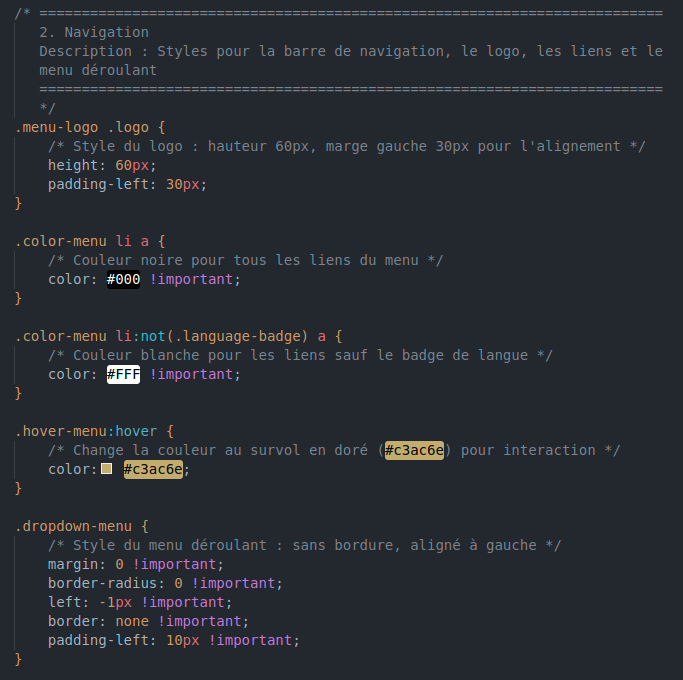 /* ==========================================================================
2. Navigation
Description : Styles pour la barre de navigation, le logo, les liens et le
menu déroulant
==========================================================================
*/
.menu-logo .logo {
/* Style du logo : hauteur 60px, marge gauche 30px pour l'alignement */
height: 60px;
padding-left: 30px;
}
.color-menu li a {
/* Couleur noire pour tous les liens du menu */
color: #000 !important;
}
.color-menu li:not(.language-badge) a {
/* Couleur blanche pour les liens sauf le badge de langue */
color: #FFF !important;
}
.hover-menu:hover {
/* Change la couleur au survol en doré (#c3ac6e) pour interaction */
color: #c3ac6e;
}
.dropdown-menu {
/* Style du menu déroulant : sans bordure, aligné à gauche */
margin: 0 !important;
border-radius: 0 !important;
left: -1px !important;
border: none !important;
padding-left: 10px !important;
}